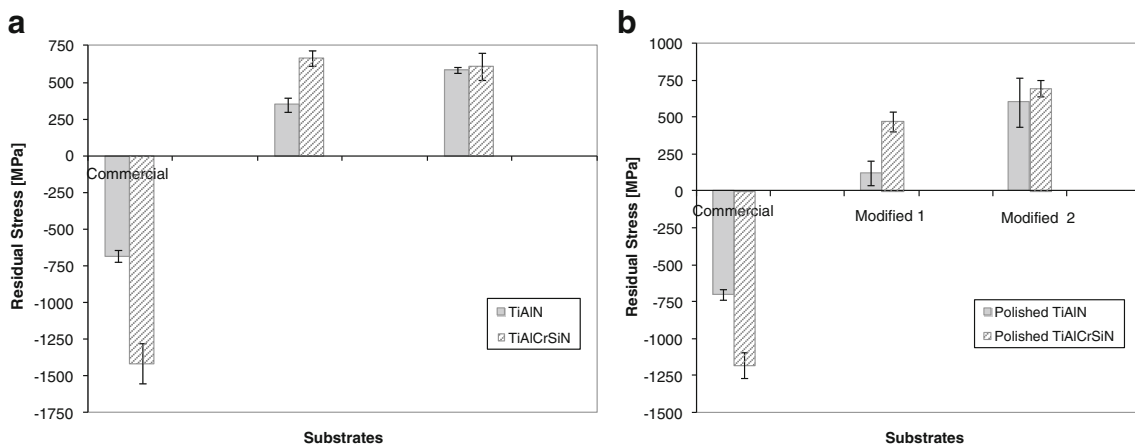 a
750
500
250
0
-250
-500
-750
-1000
-1250
-1500
-1750
Residual Stress [MPa]
Commercial
TiAlN
TiAlCrSiN
Substrates
b
1000
750
500
250
0
-250
-500
-750
-1000
-1250
-1500
Residual Stress [MPa]
Commercial
Modified 1
Modified 2
Polished TiAlN
Polished TiAlCrSiN
Substrates